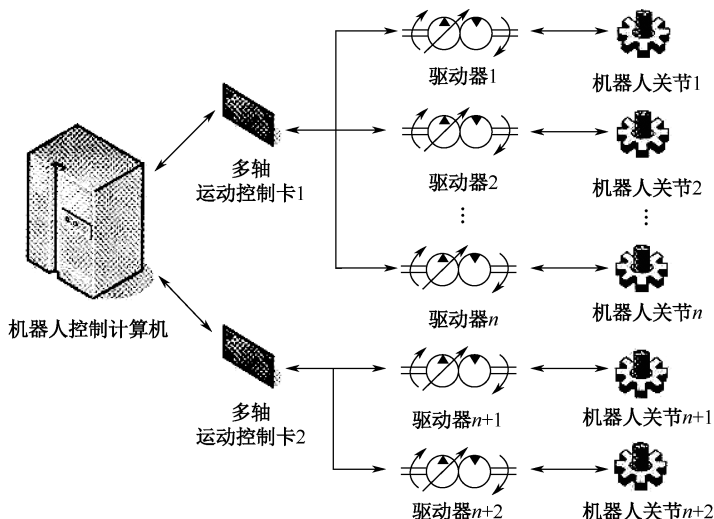 驱动器1
机器人关节1
多轴
运动控制卡1
驱动器2
机器人关节2
⋮
⋮
驱动器n
机器人关节n
机器人控制计算机
多轴
运动控制卡2
驱动器n+1
机器人关节n+1
驱动器n+2
机器人关节n+2